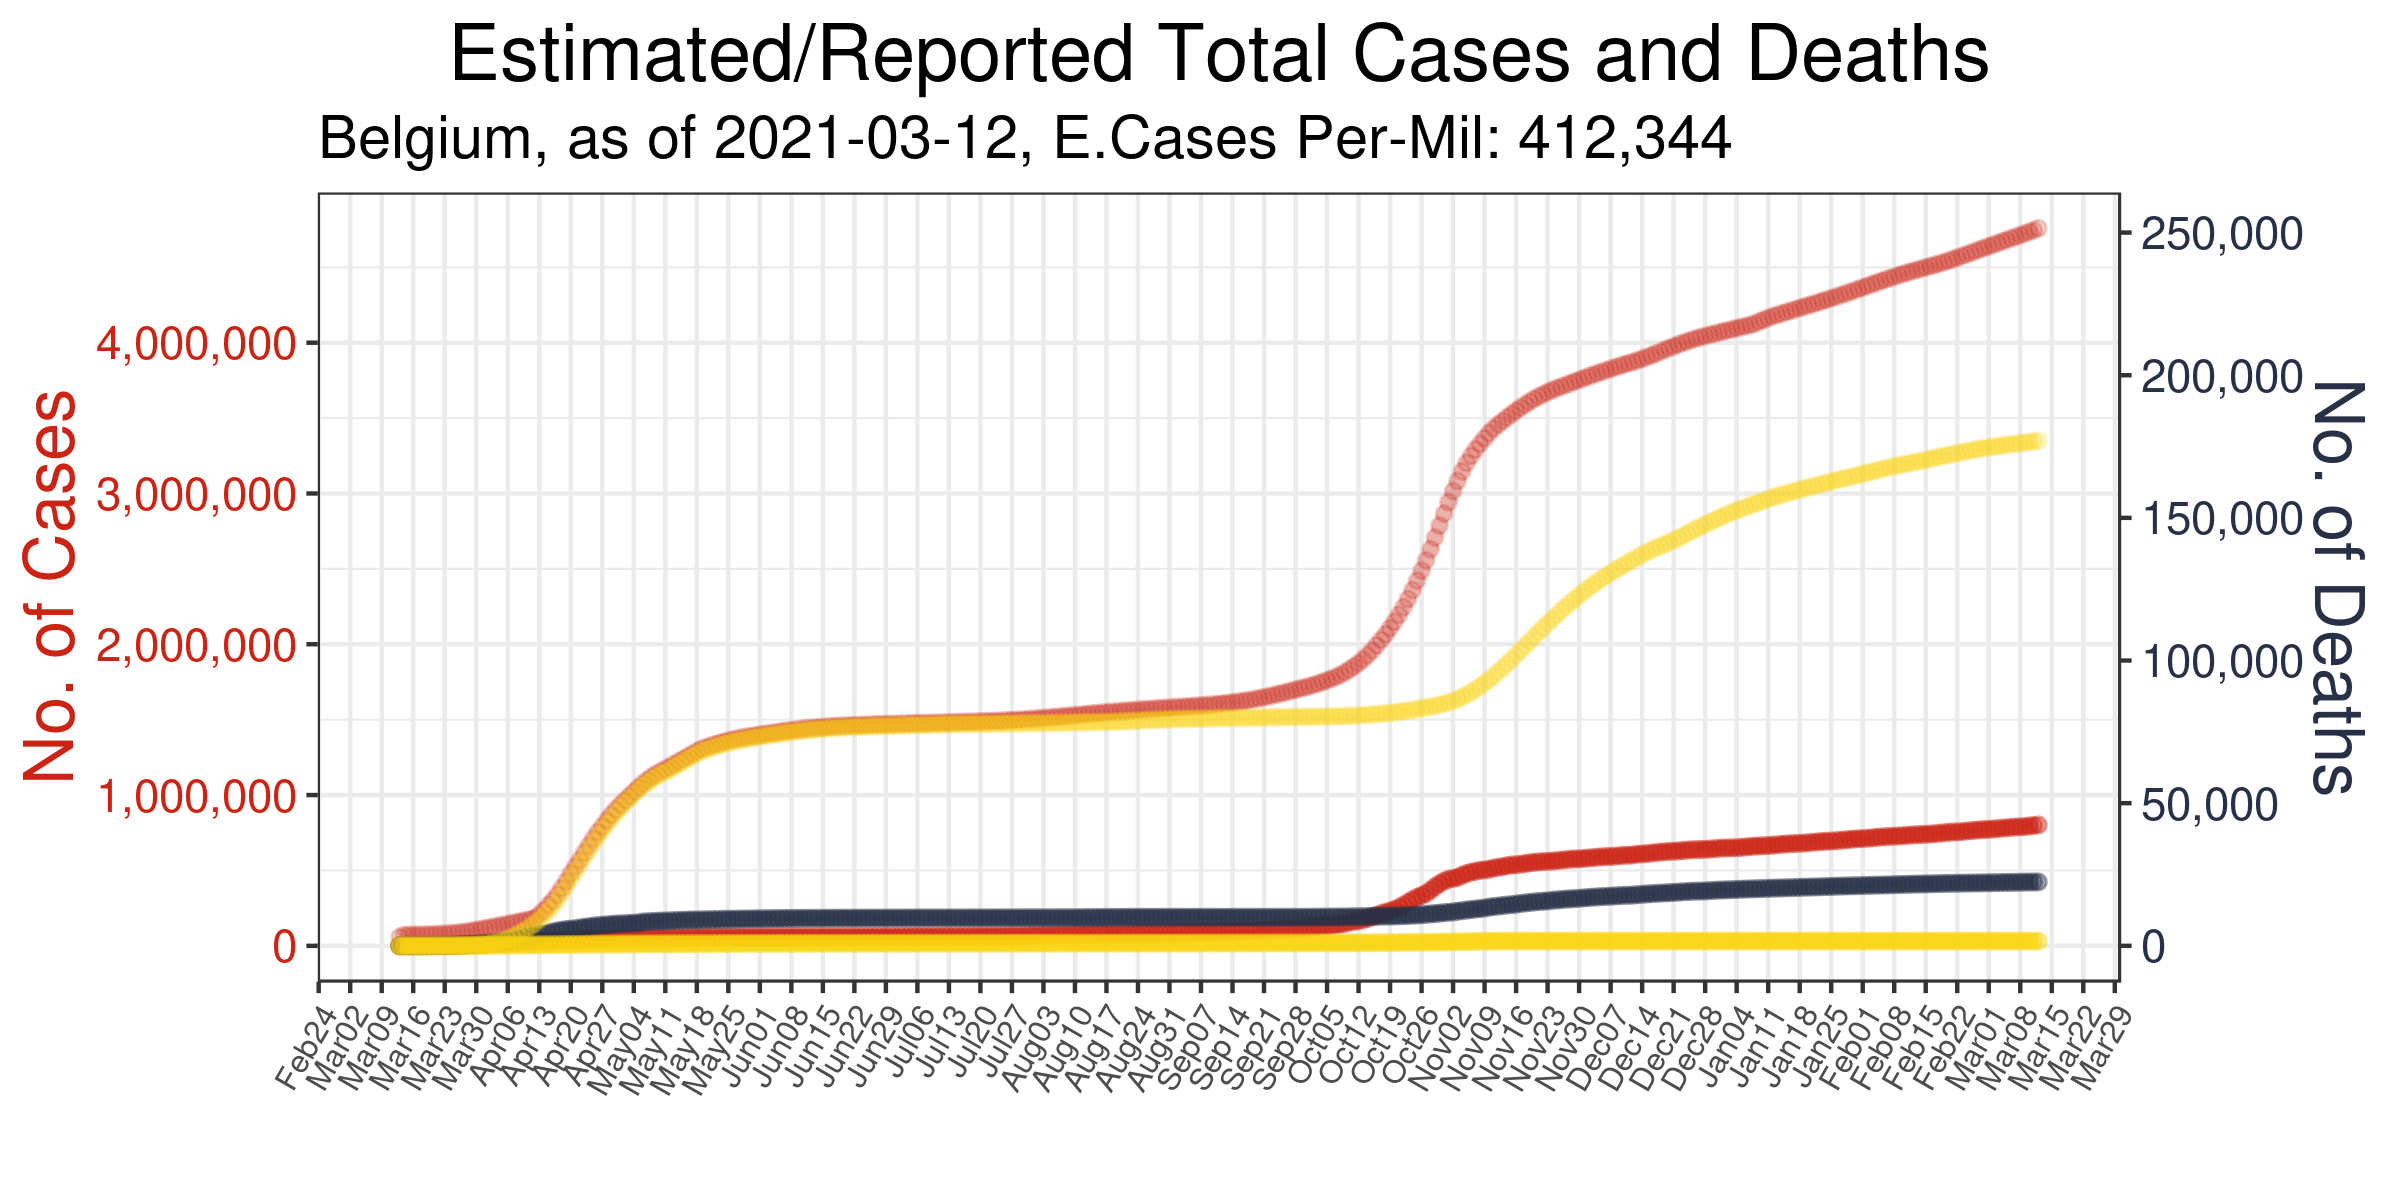 Estimated/Reported Total Cases and Deaths
Belgium, as of 2021-03-12, E.Cases Per-Mil: 412,344
No. of Cases
4,000,000
3,000,000
2,000,000
1,000,000
0
250,000
200,000
150,000
100,000
50,000
0
No. of Deaths
Feb24
Mar02
Mar09
Mar16
Mar23
Mar30
Apr06
Apr13
Apr20
Apr27
May04
May11
May18
May25
Jun01
Jun08
Jun15
Jun22
Jun29
Jul06
Jul13
Jul20
Jul27
Aug03
Aug10
Aug17
Aug24
Aug31
Sep07
Sep14
Sep21
Sep28
Oct05
Oct12
Oct19
Oct26
Nov02
Nov09
Nov16
Nov23
Nov30
Dec07
Dec14
Dec21
Dec28
Jan04
Jan11
Jan18
Jan25
Feb01
Feb08
Feb15
Feb22
Mar01
Mar08
Mar15
Mar22
Mar29